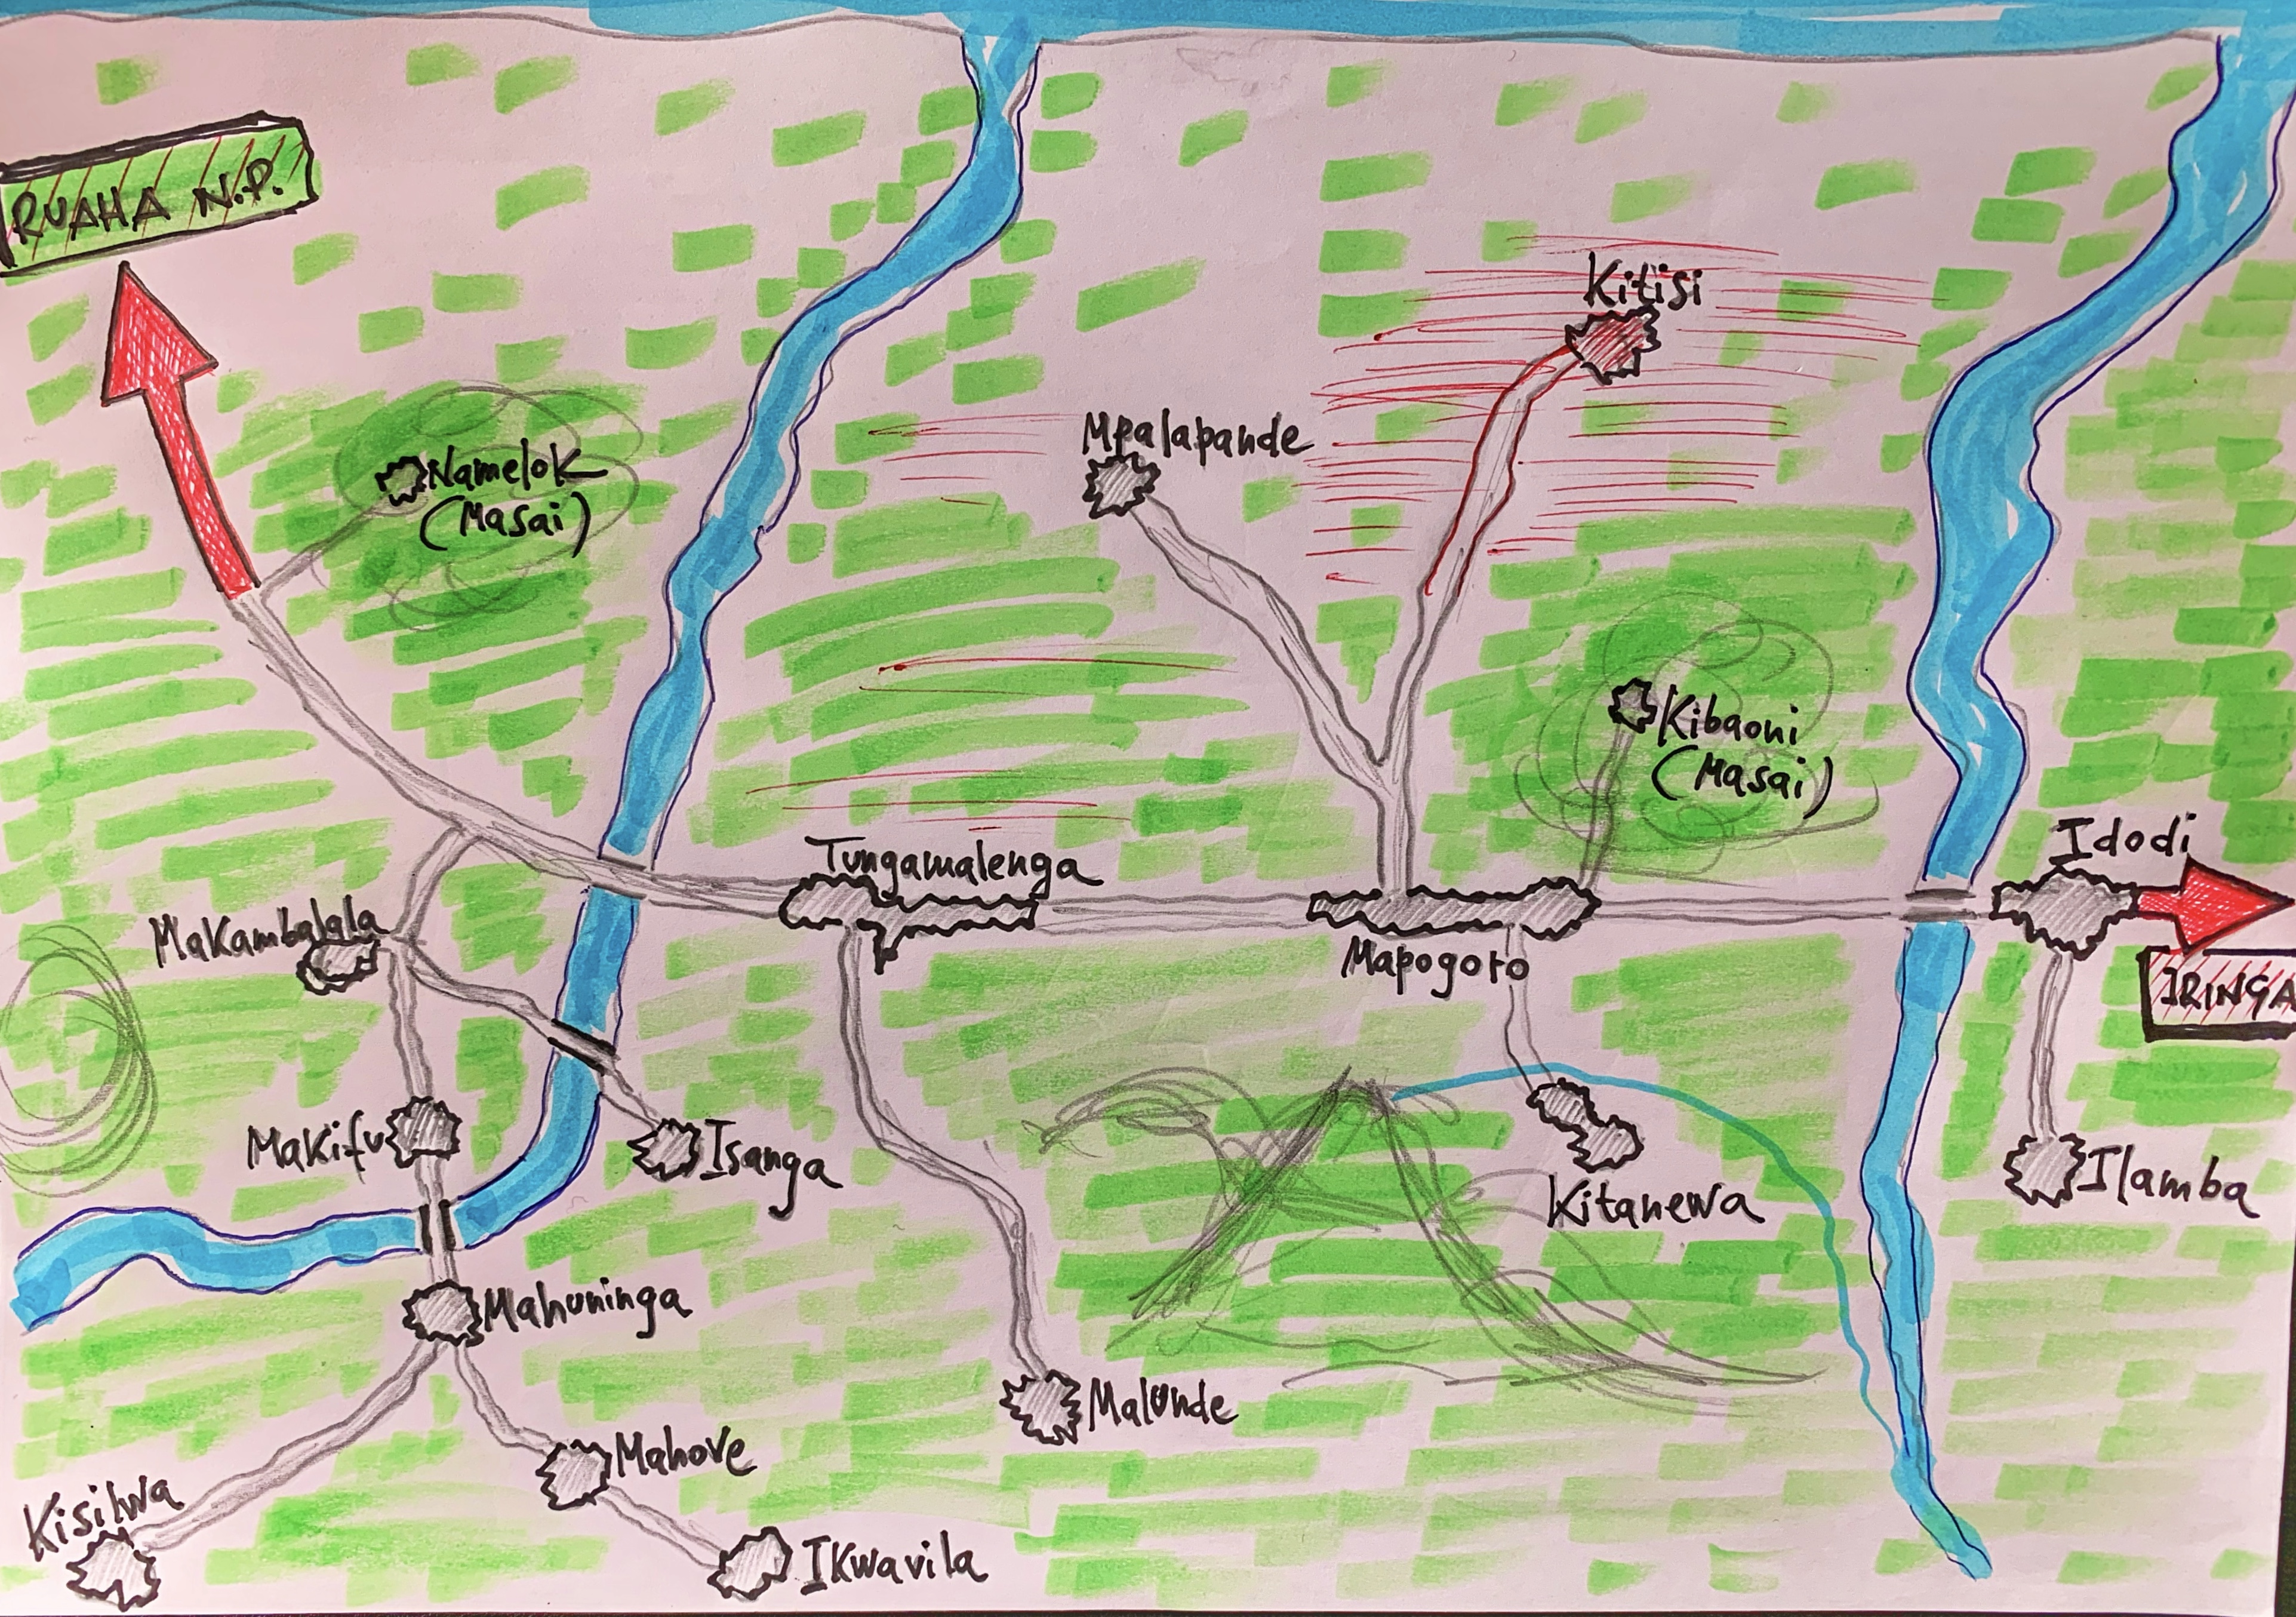 RUAHA N.P.
Kitisi
Mpalapande
Namelok
(Masai)
Kibaoni
(Masai)
Idodi
Tungamalenga
Makambalala
Mapogoro
IRINGA
Makifu
Isanga
Ilamba
Kitanewa
Mahuninga
Malunde
Mahove
Kisilwa
Ikwavila